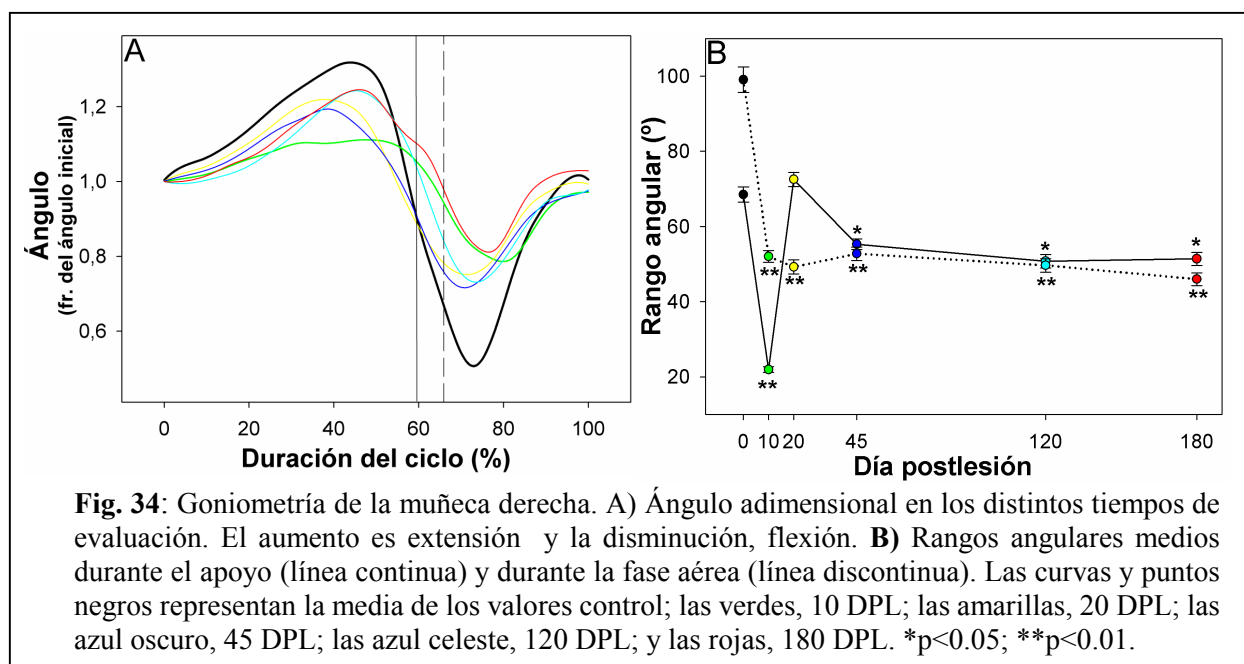 A
Ángulo
(fr. del ángulo inicial)
1,2
1,0
0,8
0,6
0 20 40 60 80 100
Duración del ciclo (%)
B
Rango angular (º)
100
80
60
40
20
** ** ** * ** * ** * **
0 10 20 45 120 180
Día postlesión
Fig. 34: Goniometría de la muñeca derecha. A) Ángulo adimensional en los distintos tiempos de
evaluación. El aumento es extensión y la disminución, flexión. B) Rangos angulares medios
durante el apoyo (línea continua) y durante la fase aérea (línea discontinua). Las curvas y puntos
negros representan la media de los valores control; las verdes, 10 DPL; las amarillas, 20 DPL; las
azul oscuro, 45 DPL; las azul celeste, 120 DPL; y las rojas, 180 DPL. *p<0.05; **p<0.01.